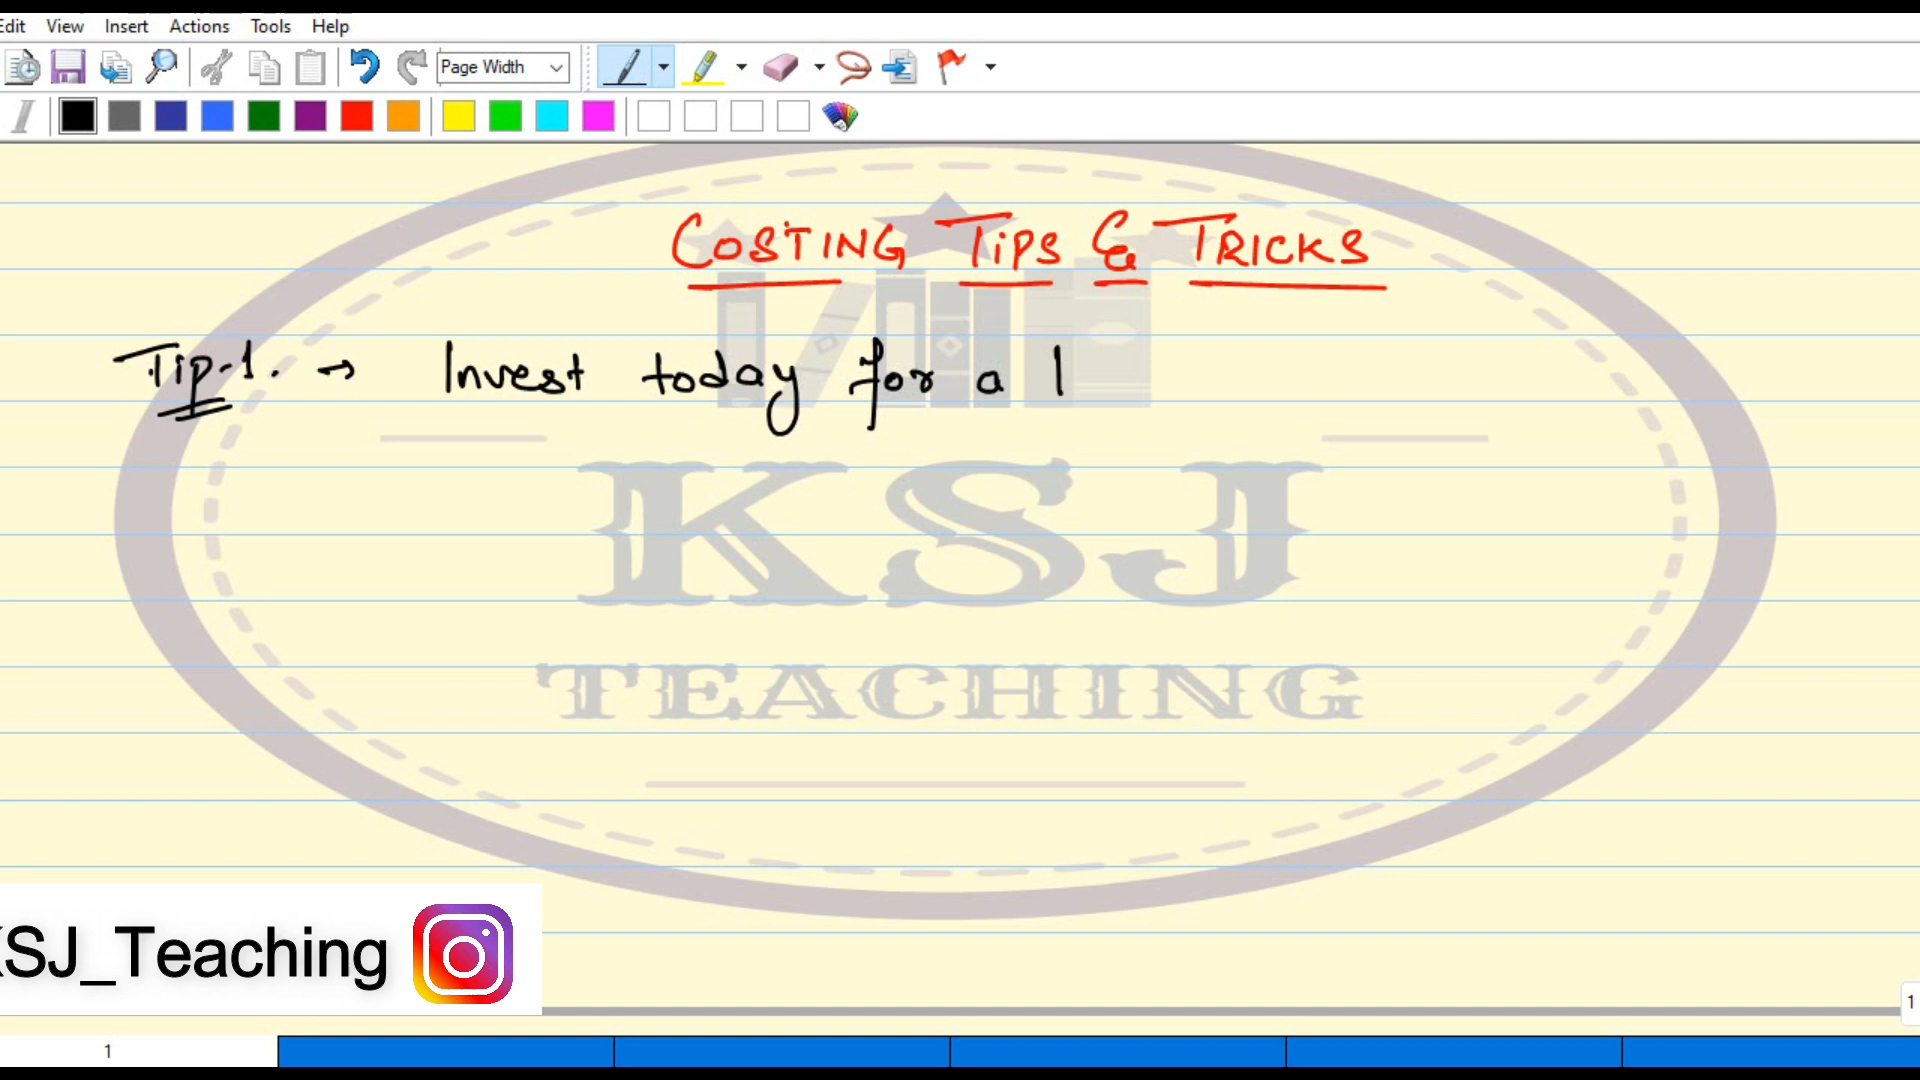 Edit View Insert Actions Tools Help
Page Width
COSTING TIPS & TRICKS
Tip-1. → Invest today for a l
KSJ
TEACHING
KSJ_Teaching
1
1